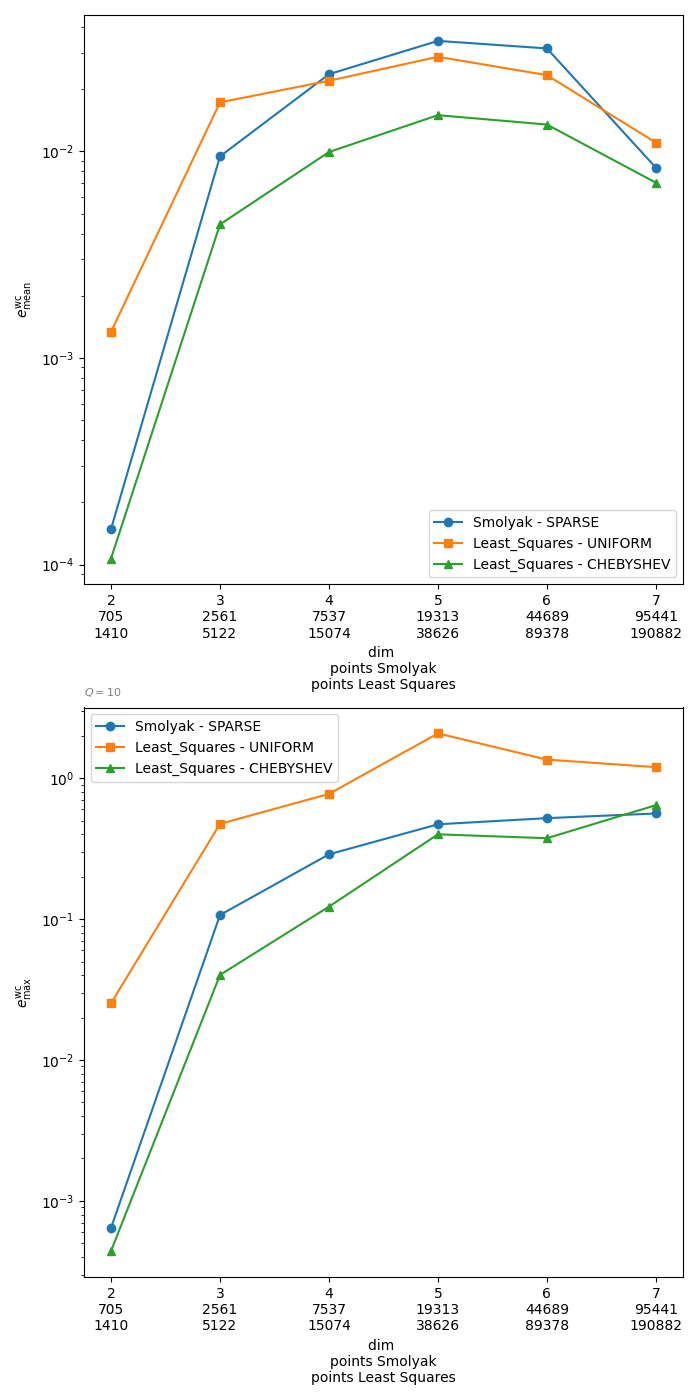 10⁻²
10⁻³
10⁻⁴
e^wc_mean
Smolyak - SPARSE
Least_Squares - UNIFORM
Least_Squares - CHEBYSHEV
2 3 4 5 6 7
705 2561 7537 19313 44689 95441
1410 5122 15074 38626 89378 190882
dim
points Smolyak
points Least Squares
Q = 10
Smolyak - SPARSE
Least_Squares - UNIFORM
Least_Squares - CHEBYSHEV
10⁰
10⁻¹
10⁻²
10⁻³
e^wc_max
2 3 4 5 6 7
705 2561 7537 19313 44689 95441
1410 5122 15074 38626 89378 190882
dim
points Smolyak
points Least Squares